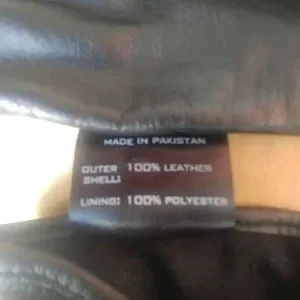 MADE IN PAKISTAN
OUTER 100% LEATHER
SHELL:
LINING: 100% POLYESTER